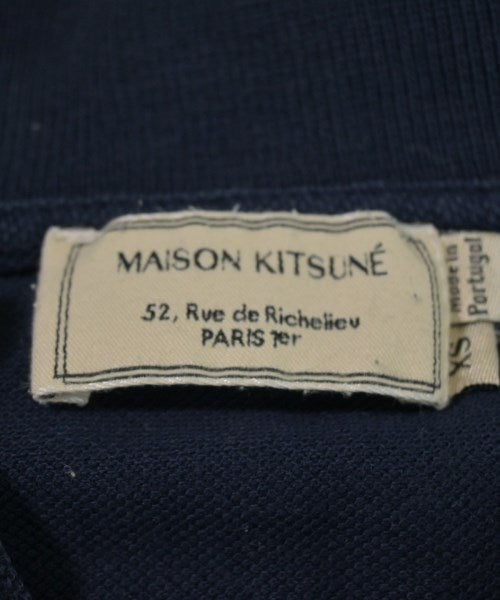 MAISON KITSUNÉ
52, Rue de Richelieu
PARIS 1er
Made in
Portugal
XS